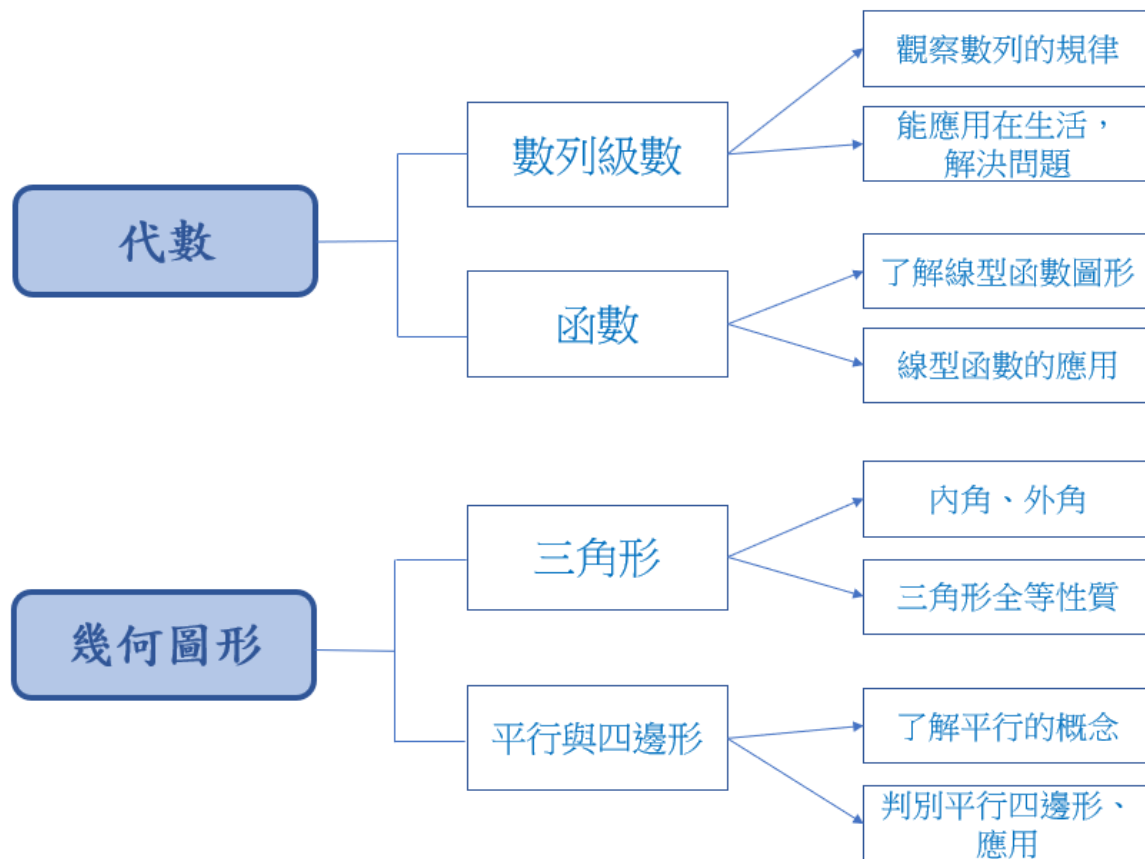 代數
數列級數
觀察數列的規律
能應用在生活，
解決問題
函數
了解線型函數圖形
線型函數的應用
幾何圖形
三角形
內角、外角
三角形全等性質
平行與四邊形
了解平行的概念
判別平行四邊形、
應用